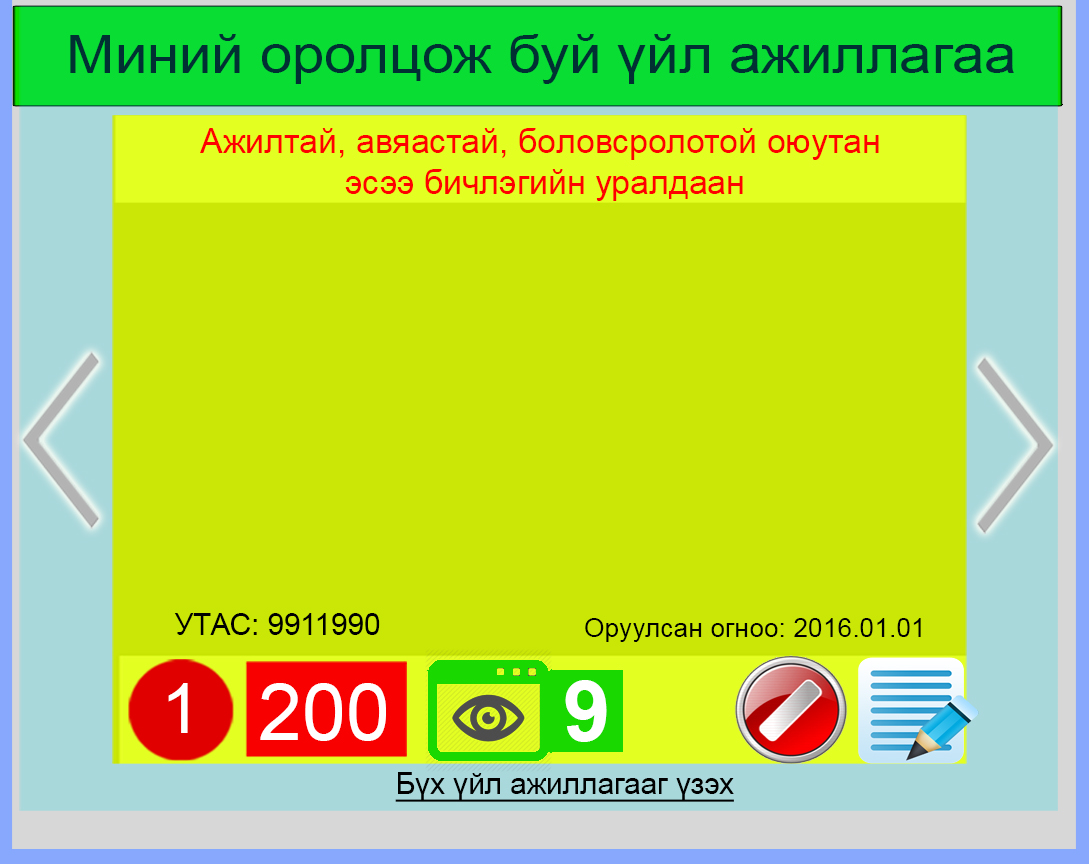 Миний оролцож буй үйл ажиллагаа
Ажилтай, авяастай, боловсролотой оюутан
эсээ бичлэгийн уралдаан
УТАС: 9911990
Оруулсан огноо: 2016.01.01
1 200 9
Бүх үйл ажиллагааг үзэх